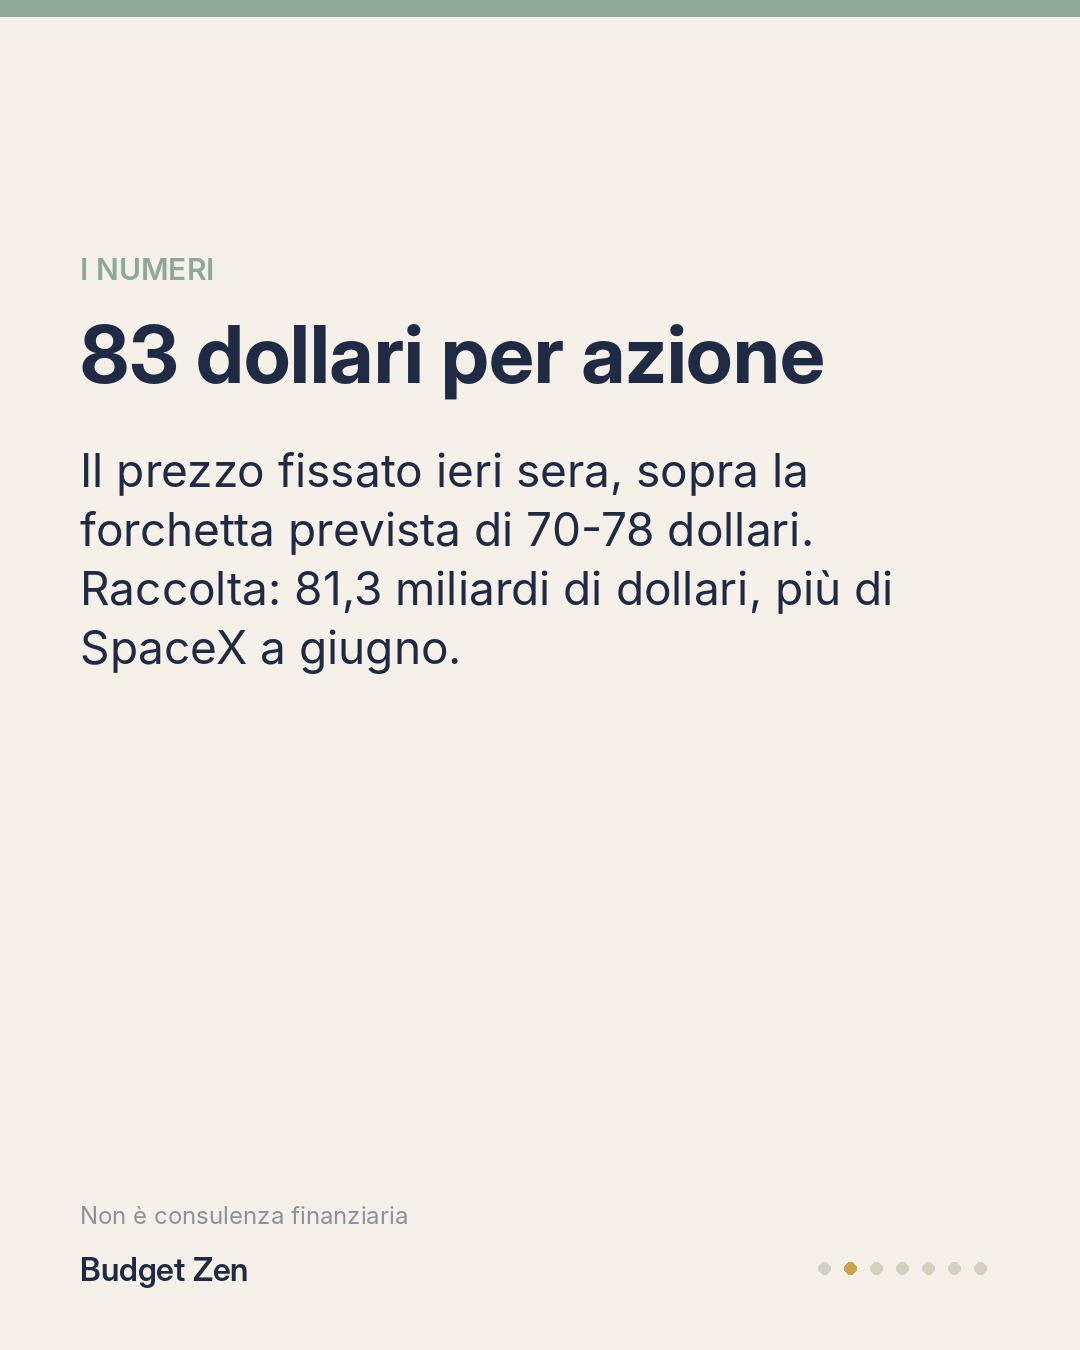 I NUMERI
83 dollari per azione
Il prezzo fissato ieri sera, sopra la
forchetta prevista di 70-78 dollari.
Raccolta: 81,3 miliardi di dollari, più di
SpaceX a giugno.
Non è consulenza finanziaria
Budget Zen